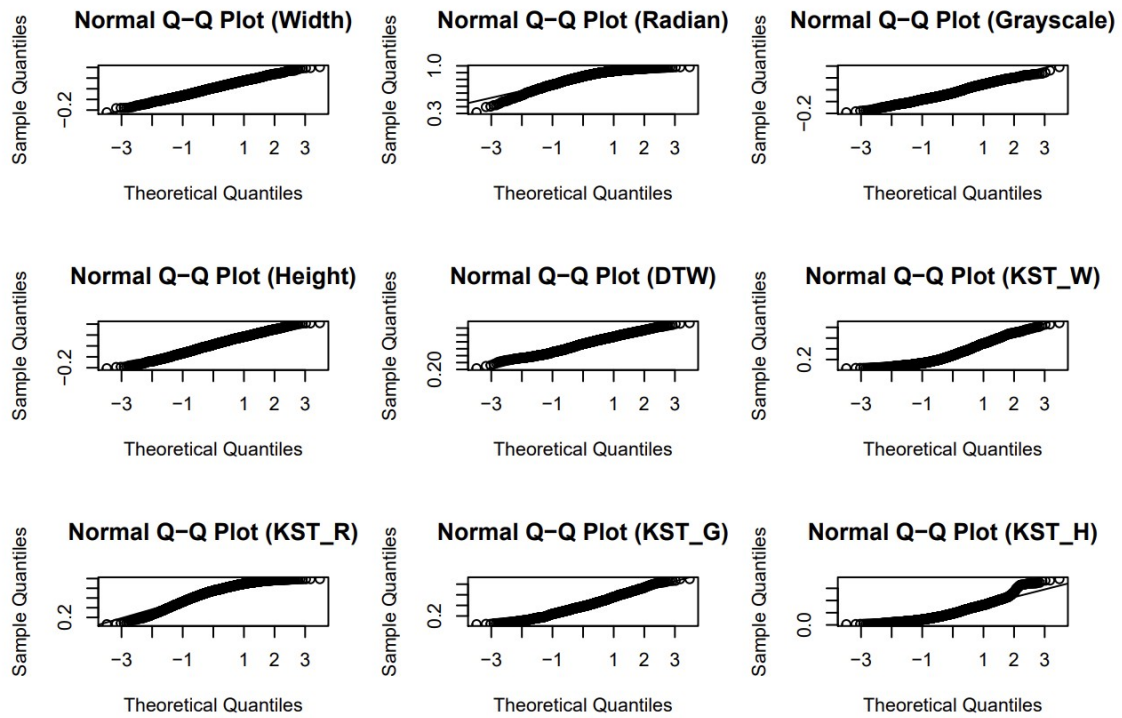 Normal Q−Q Plot (Width)
Sample Quantiles
−0.2
−3 −1 1 2 3
Theoretical Quantiles
Normal Q−Q Plot (Radian)
Sample Quantiles
0.3 1.0
−3 −1 1 2 3
Theoretical Quantiles
Normal Q−Q Plot (Grayscale)
Sample Quantiles
−0.2
−3 −1 1 2 3
Theoretical Quantiles
Normal Q−Q Plot (Height)
Sample Quantiles
−0.2
−3 −1 1 2 3
Theoretical Quantiles
Normal Q−Q Plot (DTW)
Sample Quantiles
0.20
−3 −1 1 2 3
Theoretical Quantiles
Normal Q−Q Plot (KST_W)
Sample Quantiles
0.2
−3 −1 1 2 3
Theoretical Quantiles
Normal Q−Q Plot (KST_R)
Sample Quantiles
0.2
−3 −1 1 2 3
Theoretical Quantiles
Normal Q−Q Plot (KST_G)
Sample Quantiles
0.2
−3 −1 1 2 3
Theoretical Quantiles
Normal Q−Q Plot (KST_H)
Sample Quantiles
0.0
−3 −1 1 2 3
Theoretical Quantiles